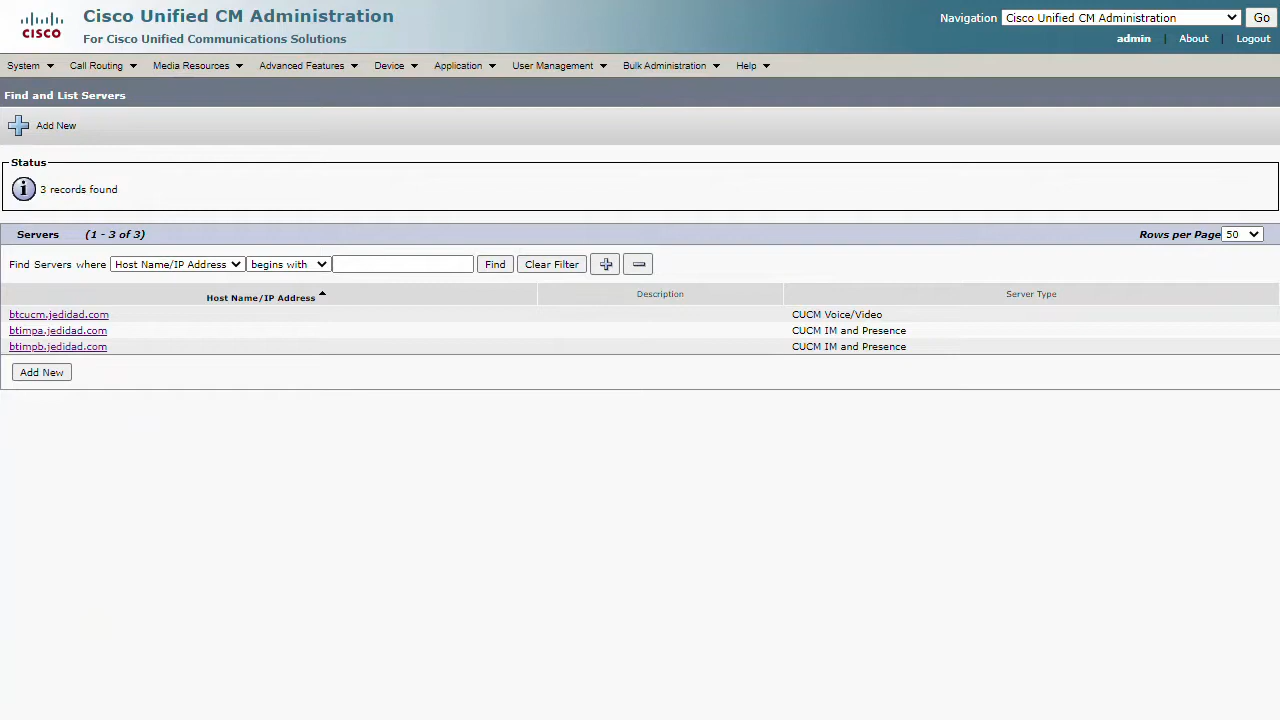 Cisco Unified CM Administration
For Cisco Unified Communications Solutions
CISCO
Navigation Cisco Unified CM Administration Go
admin | About | Logout
System Call Routing Media Resources Advanced Features Device Application User Management Bulk Administration Help
Find and List Servers
Add New
Status
3 records found
Servers (1 - 3 of 3) Rows per Page 50
Find Servers where Host Name/IP Address begins with Find Clear Filter
Host Name/IP Address Description Server Type
btcucm.jedidad.com CUCM Voice/Video
btimpa.jedidad.com CUCM IM and Presence
btimpb.jedidad.com CUCM IM and Presence
Add New